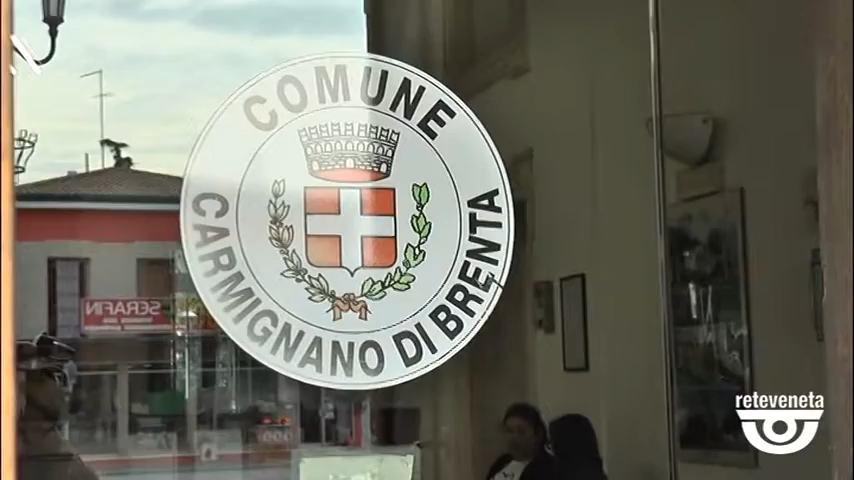 COMUNE
CARMIGNANO DI BRENTA
SERAFIN
reteveneta